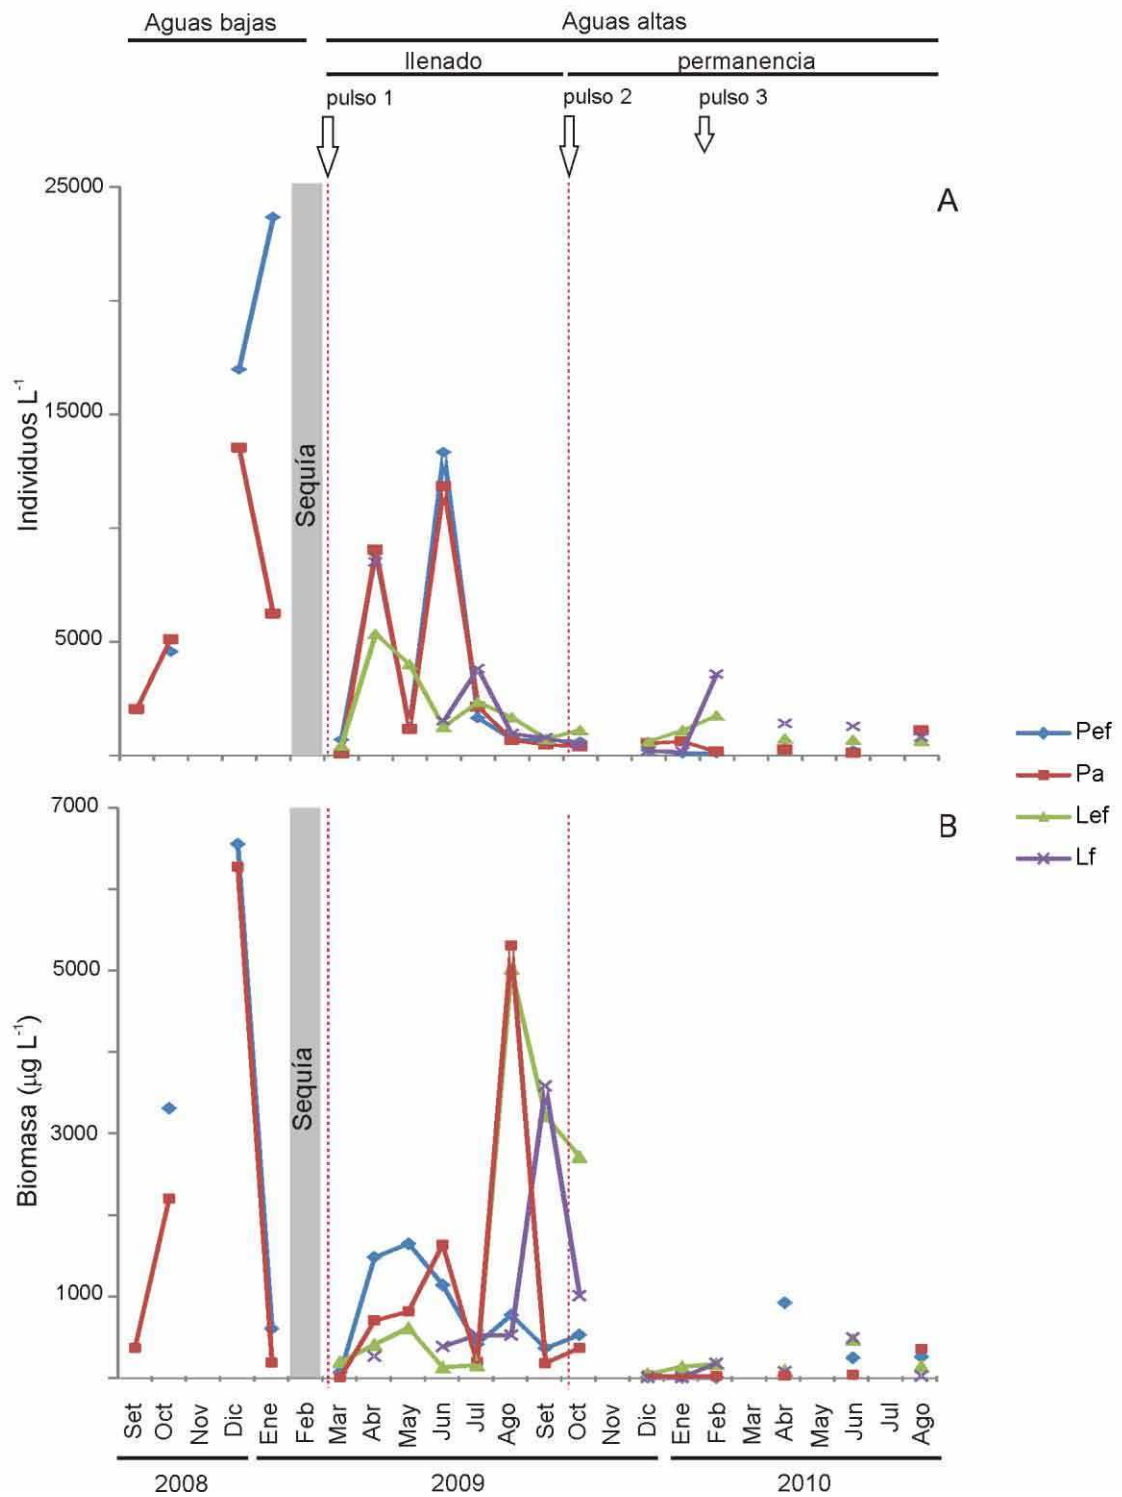 Aguas bajas Aguas altas
llenado permanencia
pulso 1 pulso 2 pulso 3
A
25000
15000
5000
Individuos L⁻¹
Sequía
Pef
Pa
Lef
Lf
B
7000
5000
3000
1000
Biomasa (μg L⁻¹)
Sequía
Set Oct Nov Dic Ene Feb Mar Abr May Jun Jul Ago Set Oct Nov Dic Ene Feb Mar Abr May Jun Jul Ago
2008 2009 2010